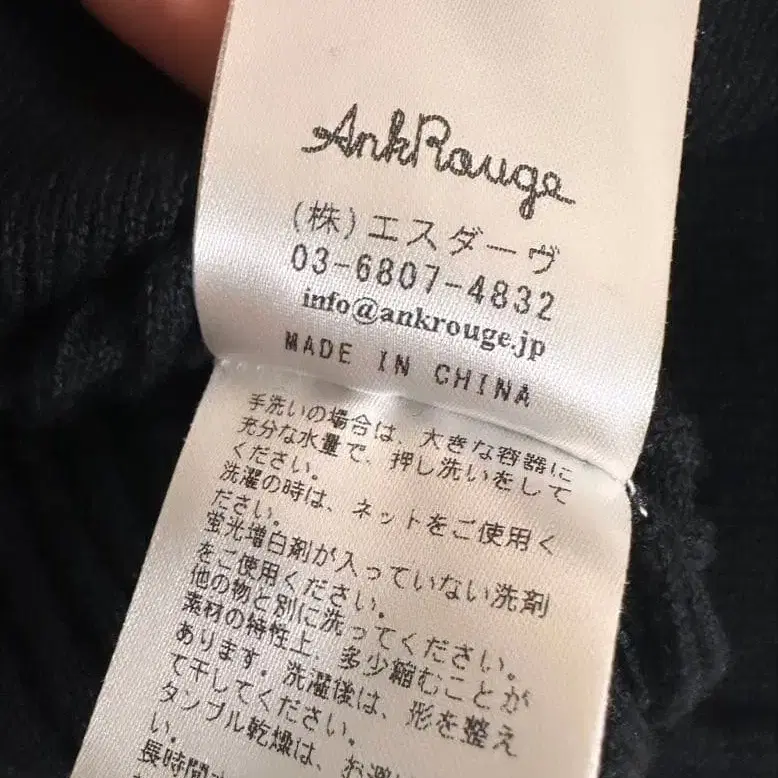 AnkRouge
(株)エスダーヴ
03-6807-4832
info@ankrouge.jp
MADE IN CHINA
手洗いの場合は、大きな容器に
充分な水量で、押し洗いをして
ください。
洗濯の時は、ネットをご使用く
ださい。
蛍光増白剤が入っていない洗剤
をご使用ください。
他の物と別に洗ってください。
素材の特性上、多少縮むことが
あります。洗濯後は、形を整え
て干してください。
タンブル乾燥は、お避け
い。
長時間